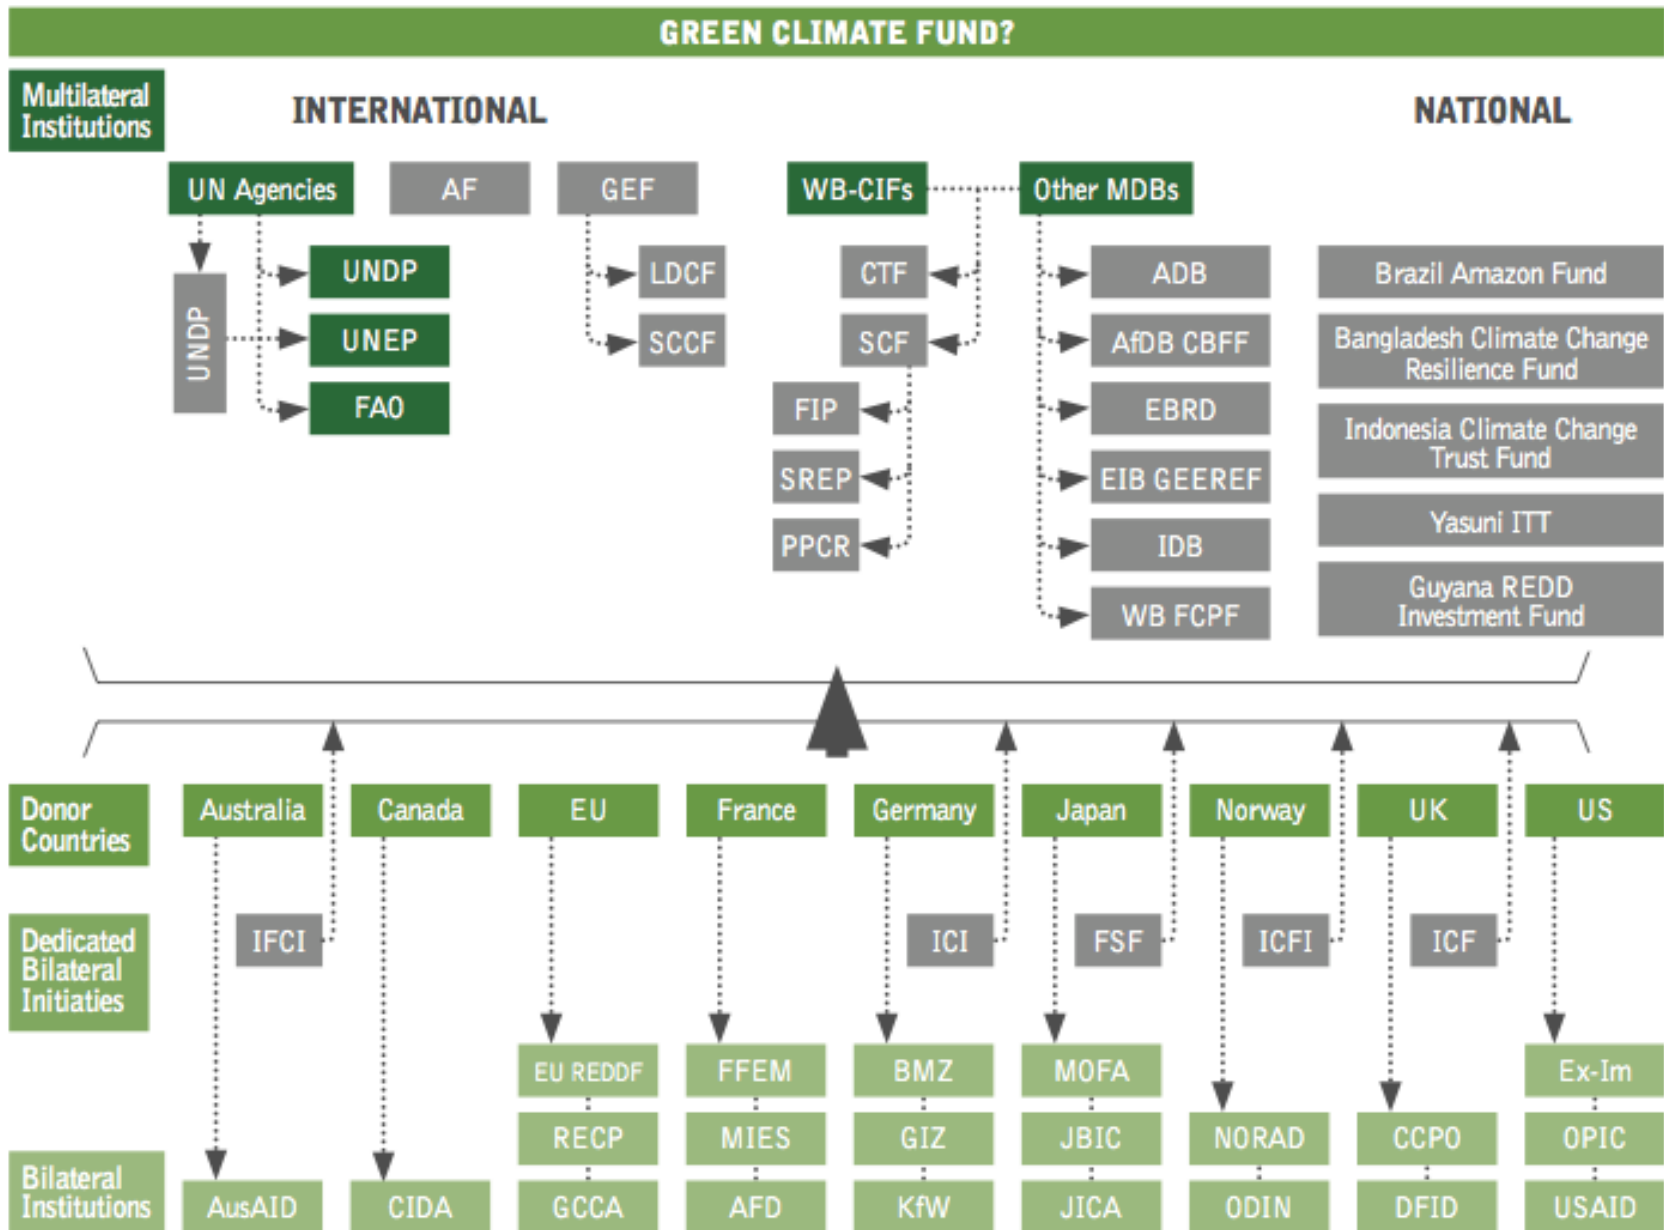 GREEN CLIMATE FUND?
Multilateral
Institutions
INTERNATIONAL
NATIONAL
UN Agencies
AF
GEF
WB-CIFs
Other MDBs
UNDP
UNDP
UNEP
FAO
LDCF
SCCF
CTF
SCF
FIP
SREP
PPCR
ADB
AfDB CBFF
EBRD
EIB GEEREF
IDB
WB FCPF
Brazil Amazon Fund
Bangladesh Climate Change
Resilience Fund
Indonesia Climate Change
Trust Fund
Yasuni ITT
Guyana REDD
Investment Fund
Donor
Countries
Australia
Canada
EU
France
Germany
Japan
Norway
UK
US
Dedicated
Bilateral
Initiaties
IFCI
ICI
FSF
ICFI
ICF
EU REDDF
FFEM
BMZ
MOFA
Ex-Im
RECP
MIES
GIZ
JBIC
NORAD
CCPO
OPIC
Bilateral
Institutions
AusAID
CIDA
GCCA
AFD
KfW
JICA
ODIN
DFID
USAID